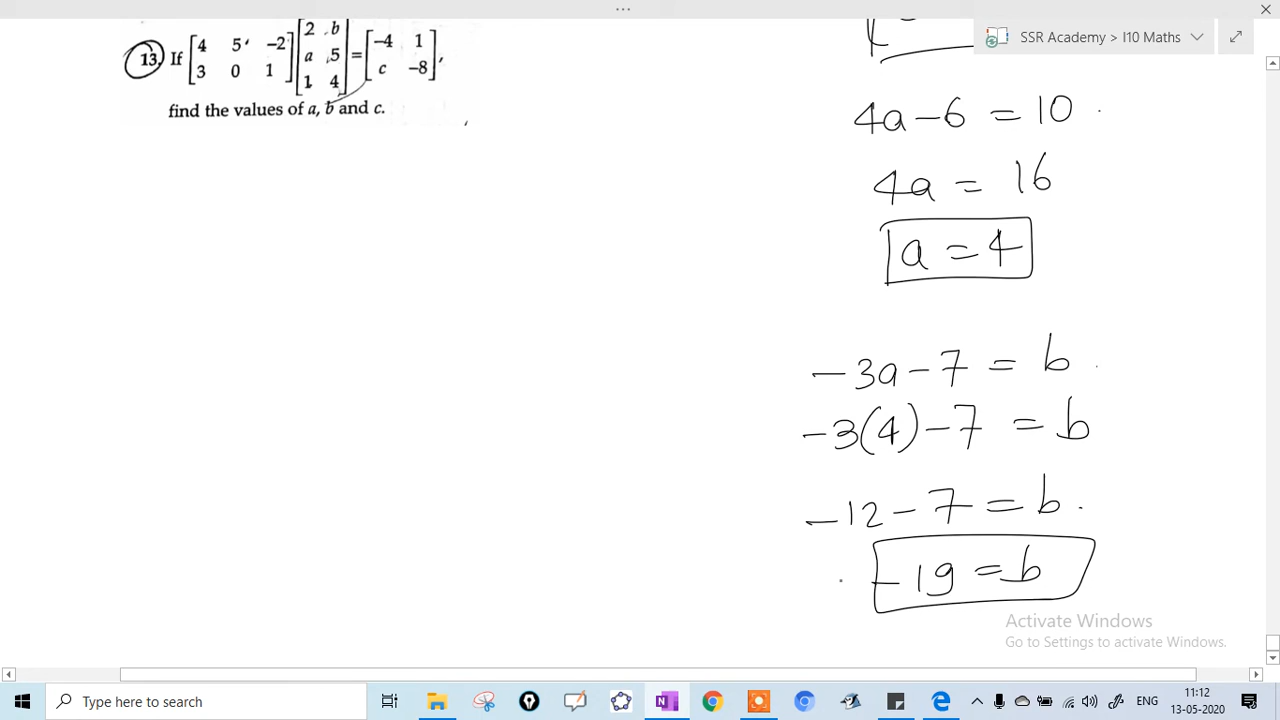 SSR Academy > I10 Maths
13. If [4 5 -2
3 0 1] [2 b
a 5
1 4] = [-4 1
c -8],
find the values of a, b and c.
4a - 6 = 10
4a = 16
a = 4
-3a - 7 = b
-3(4) - 7 = b
-12 - 7 = b.
-19 = b
Activate Windows
Go to Settings to activate Windows.
Type here to search
ENG
11:12
13-05-2020